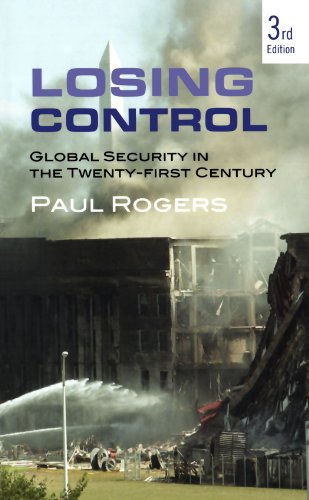 3rd
Edition
LOSING
CONTROL
GLOBAL SECURITY IN
THE TWENTY-FIRST CENTURY
PAUL ROGERS